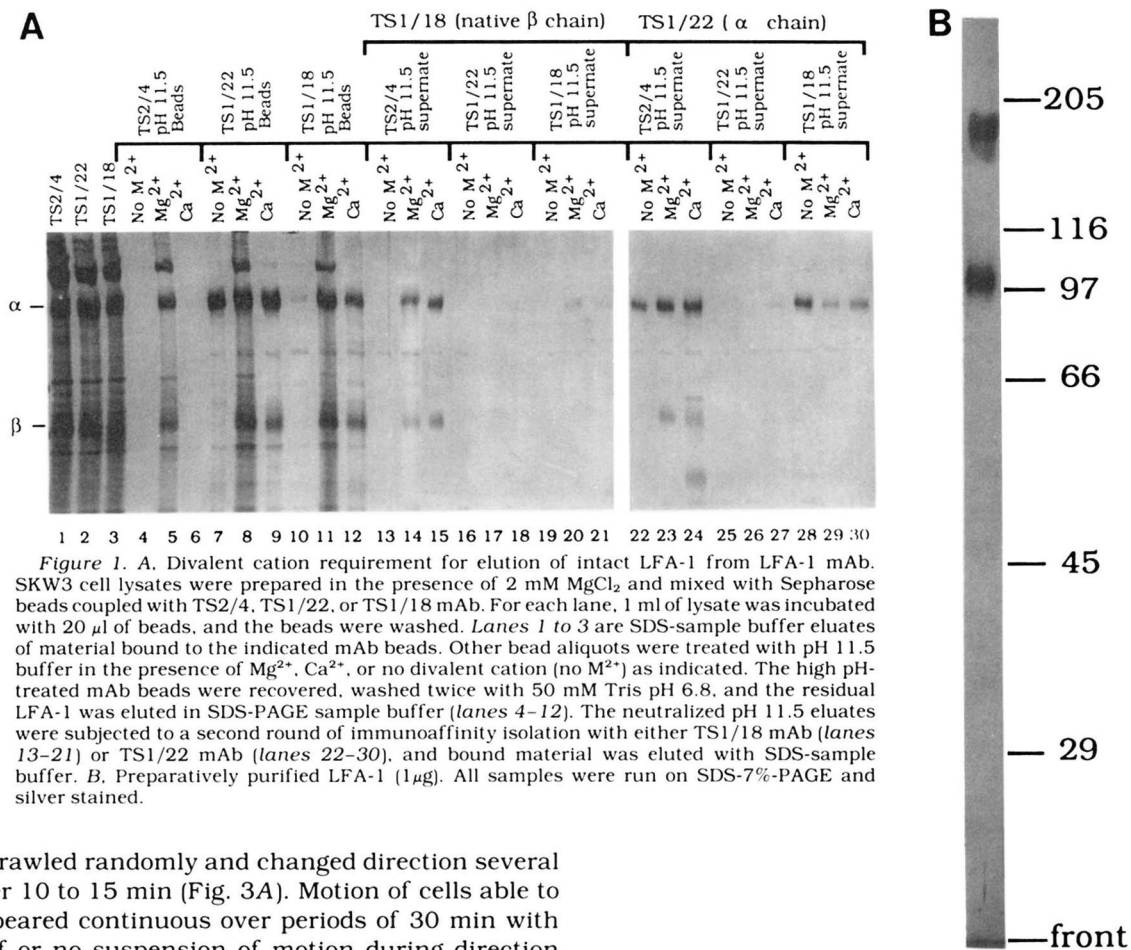 A
TS1/18 (native β chain)
TS1/22 ( α chain)
TS2/4
pH 11.5
Beads
TS1/22
pH 11.5
Beads
TS1/18
pH 11.5
Beads
TS2/4
pH 11.5
supernate
TS1/22
pH 11.5
supernate
TS1/18
pH 11.5
supernate
TS2/4
pH 11.5
supernate
TS1/22
pH 11.5
supernate
TS1/18
pH 11.5
supernate
TS2/4
TS1/22
TS1/18
No M 2+
Mg2+
Ca 2+
No M 2+
Mg2+
Ca 2+
No M 2+
Mg2+
Ca 2+
No M 2+
Mg2+
Ca 2+
No M 2+
Mg2+
Ca 2+
No M 2+
Mg2+
Ca 2+
No M 2+
Mg2+
Ca 2+
No M 2+
Mg2+
Ca 2+
No M 2+
Mg2+
Ca 2+
α
β
1 2 3 4 5 6 7 8 9 10 11 12 13 14 15 16 17 18 19 20 21 22 23 24 25 26 27 28 29 30
Figure 1. A, Divalent cation requirement for elution of intact LFA-1 from LFA-1 mAb.
SKW3 cell lysates were prepared in the presence of 2 mM MgCl₂ and mixed with Sepharose
beads coupled with TS2/4, TS1/22, or TS1/18 mAb. For each lane, 1 ml of lysate was incubated
with 20 μl of beads, and the beads were washed. Lanes 1 to 3 are SDS-sample buffer eluates
of material bound to the indicated mAb beads. Other bead aliquots were treated with pH 11.5
buffer in the presence of Mg²⁺, Ca²⁺, or no divalent cation (no M²⁺) as indicated. The high pH-
treated mAb beads were recovered, washed twice with 50 mM Tris pH 6.8, and the residual
LFA-1 was eluted in SDS-PAGE sample buffer (lanes 4–12). The neutralized pH 11.5 eluates
were subjected to a second round of immunoaffinity isolation with either TS1/18 mAb (lanes
13–21) or TS1/22 mAb (lanes 22–30), and bound material was eluted with SDS-sample
buffer. B, Preparatively purified LFA-1 (1μg). All samples were run on SDS-7%-PAGE and
silver stained.
rawled randomly and changed direction several
r 10 to 15 min (Fig. 3A). Motion of cells able to
peared continuous over periods of 30 min with
f or no suspension of motion during direction
B
205
116
97
66
45
29
front